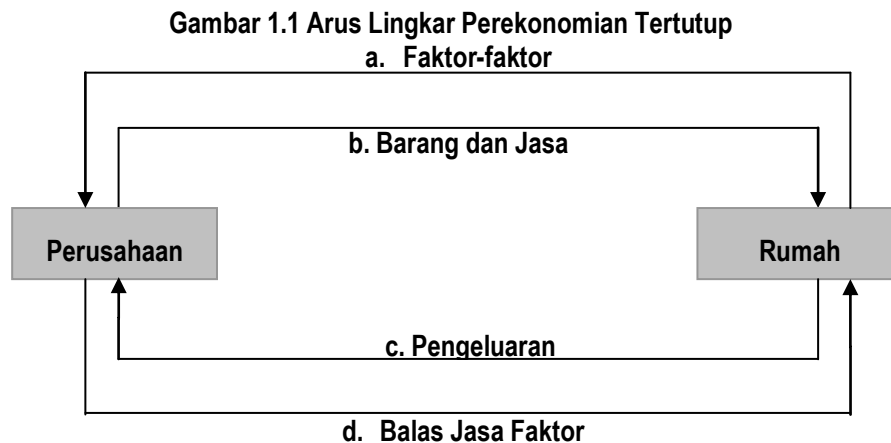 Gambar 1.1 Arus Lingkar Perekonomian Tertutup
a. Faktor-faktor
b. Barang dan Jasa
Perusahaan
Rumah
c. Pengeluaran
d. Balas Jasa Faktor